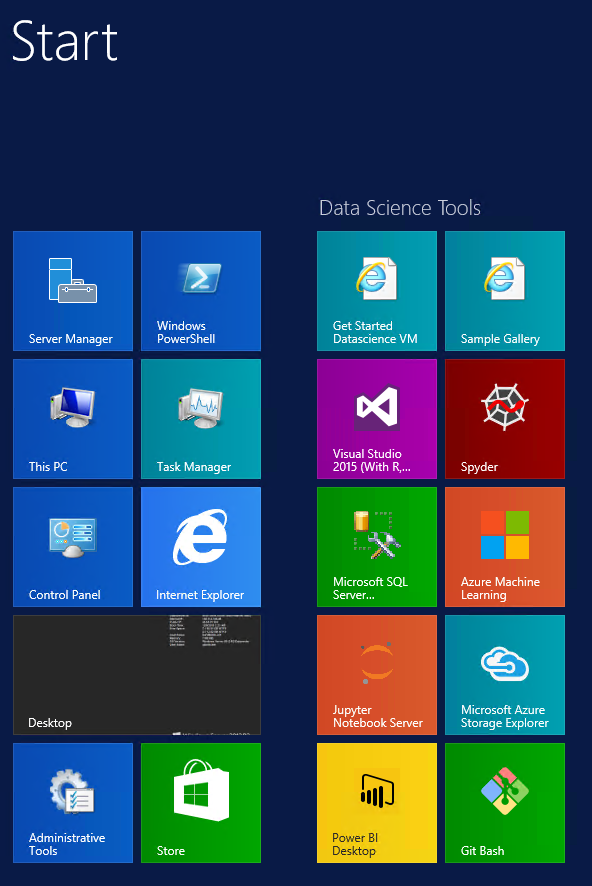 Start
Data Science Tools
Server Manager
Windows
PowerShell
Get Started
Datascience VM
Sample Gallery
This PC
Task Manager
Visual Studio
2015 (With R,...
Spyder
Control Panel
Internet Explorer
Microsoft SQL
Server...
Azure Machine
Learning
Desktop
Jupyter
Notebook Server
Microsoft Azure
Storage Explorer
Administrative
Tools
Store
Power BI
Desktop
Git Bash